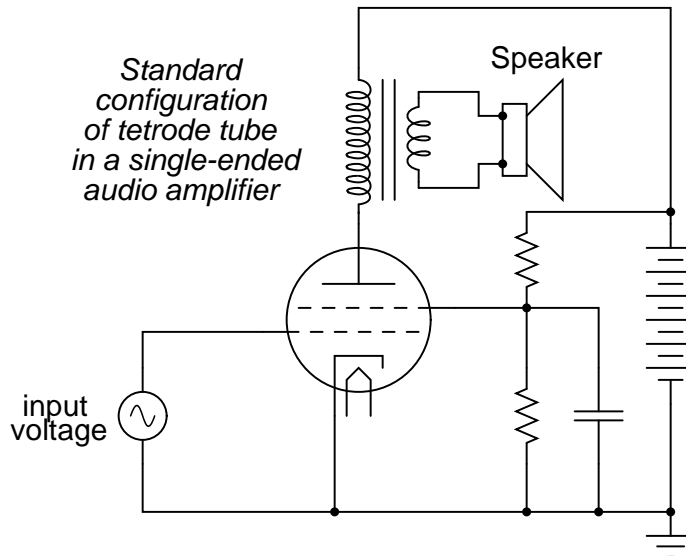 Standard
configuration
of tetrode tube
in a single-ended
audio amplifier
Speaker
input
voltage